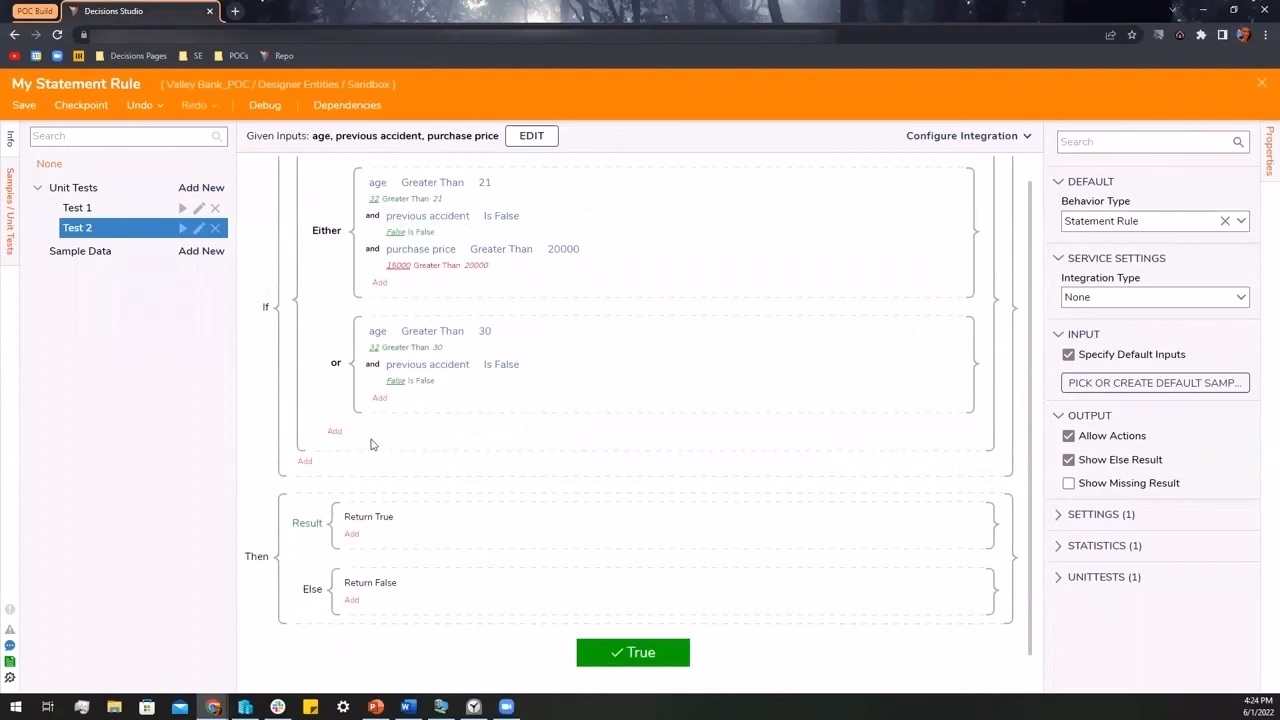 POC Build
Decisions Studio
Decisions Pages
SE
POCs
Repo
My Statement Rule
[ Valley Bank_POC / Designer Entities / Sandbox ]
Save
Checkpoint
Undo
Redo
Debug
Dependencies
Info
Samples / Unit Tests
Search
None
Unit Tests
Add New
Test 1
Test 2
Sample Data
Add New
Given Inputs: age, previous accident, purchase price
EDIT
Configure Integration
If
Either
age Greater Than 21
32 Greater Than 21
and previous accident Is False
False Is False
and purchase price Greater Than 20000
15000 Greater Than 20000
Add
or
age Greater Than 30
32 Greater Than 30
and previous accident Is False
False Is False
Add
Add
Add
Then
Result
Return True
Add
Else
Return False
Add
True
Properties
Search
DEFAULT
Behavior Type
Statement Rule
SERVICE SETTINGS
Integration Type
None
INPUT
Specify Default Inputs
PICK OR CREATE DEFAULT SAMP...
OUTPUT
Allow Actions
Show Else Result
Show Missing Result
SETTINGS (1)
STATISTICS (1)
UNITTESTS (1)
4:24 PM
6/1/2022